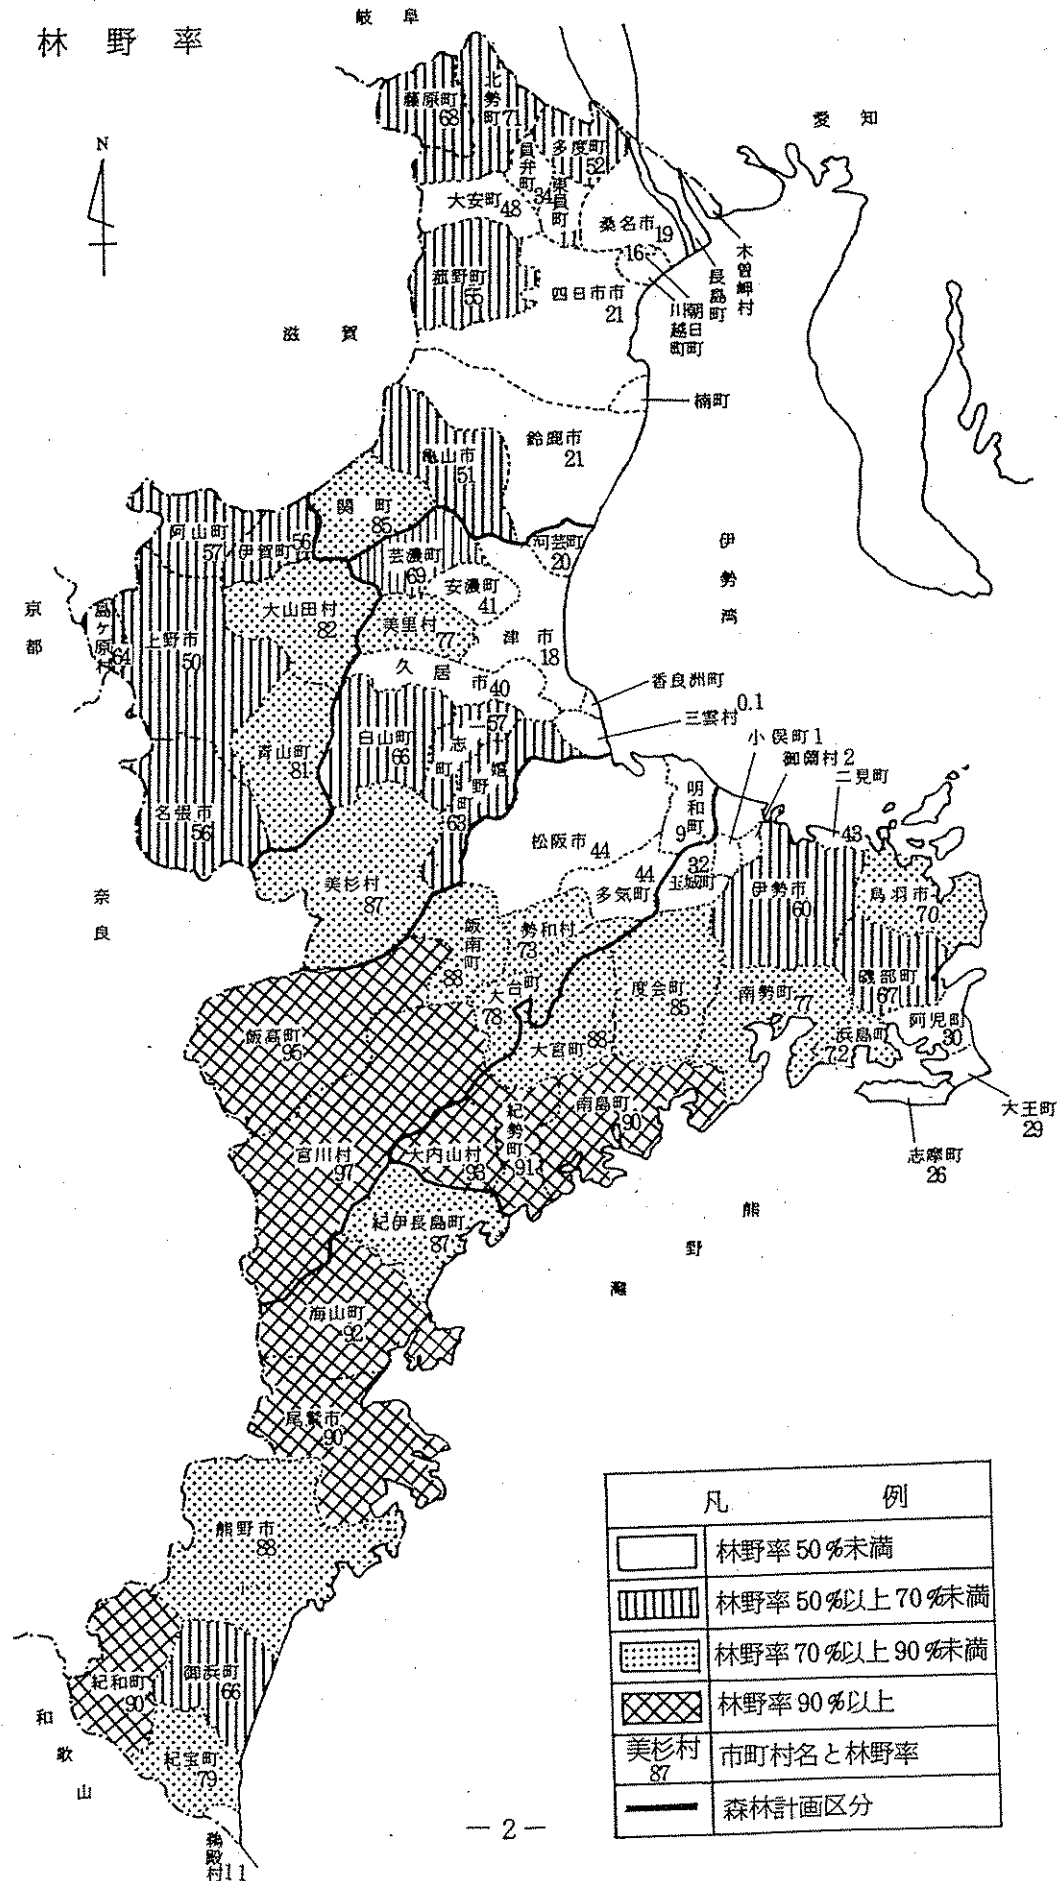 林野率
岐阜
愛知
N
藤原町
68
北勢町
71
多度町
52
員弁町
34
東員町
11
大安町
48
桑名市
19
木曽岬村
長島町
16
朝日町
川越町
菰野町
55
四日市市
21
滋賀
楠町
鈴鹿市
21
亀山市
51
関町
85
阿山町
57
伊賀町
56
芸濃町
69
河芸町
20
伊勢湾
安濃町
41
京都
島ヶ原村
64
上野市
50
大山田村
82
美里村
77
津市
18
久居市
40
香良洲町
三雲村 0.1
白山町
66
一志町
57
嬉野町
63
青山町
81
小俣町 1
御薗村 2
二見町
43
名張市
56
明和町
9
松阪市
44
多気町
44
玉城町
32
伊勢市
60
鳥羽市
70
奈良
美杉村
87
飯南町
88
勢和村
73
大台町
78
度会町
85
南勢町 77
磯部町
67
阿児町
30
浜島町
72
大宮町 88
飯高町
95
南島町
90
紀勢町
91
大王町
29
志摩町
26
宮川村
97
大内山村
93
紀伊長島町
87
熊野灘
海山町
92
尾鷲市
90
熊野市
88
御浜町
66
紀和町
90
紀宝町
79
和歌山
鵜殿村 11
凡例
林野率50%未満
林野率50%以上70%未満
林野率70%以上90%未満
林野率90%以上
美杉村
87
市町村名と林野率
森林計画区分
— 2 —